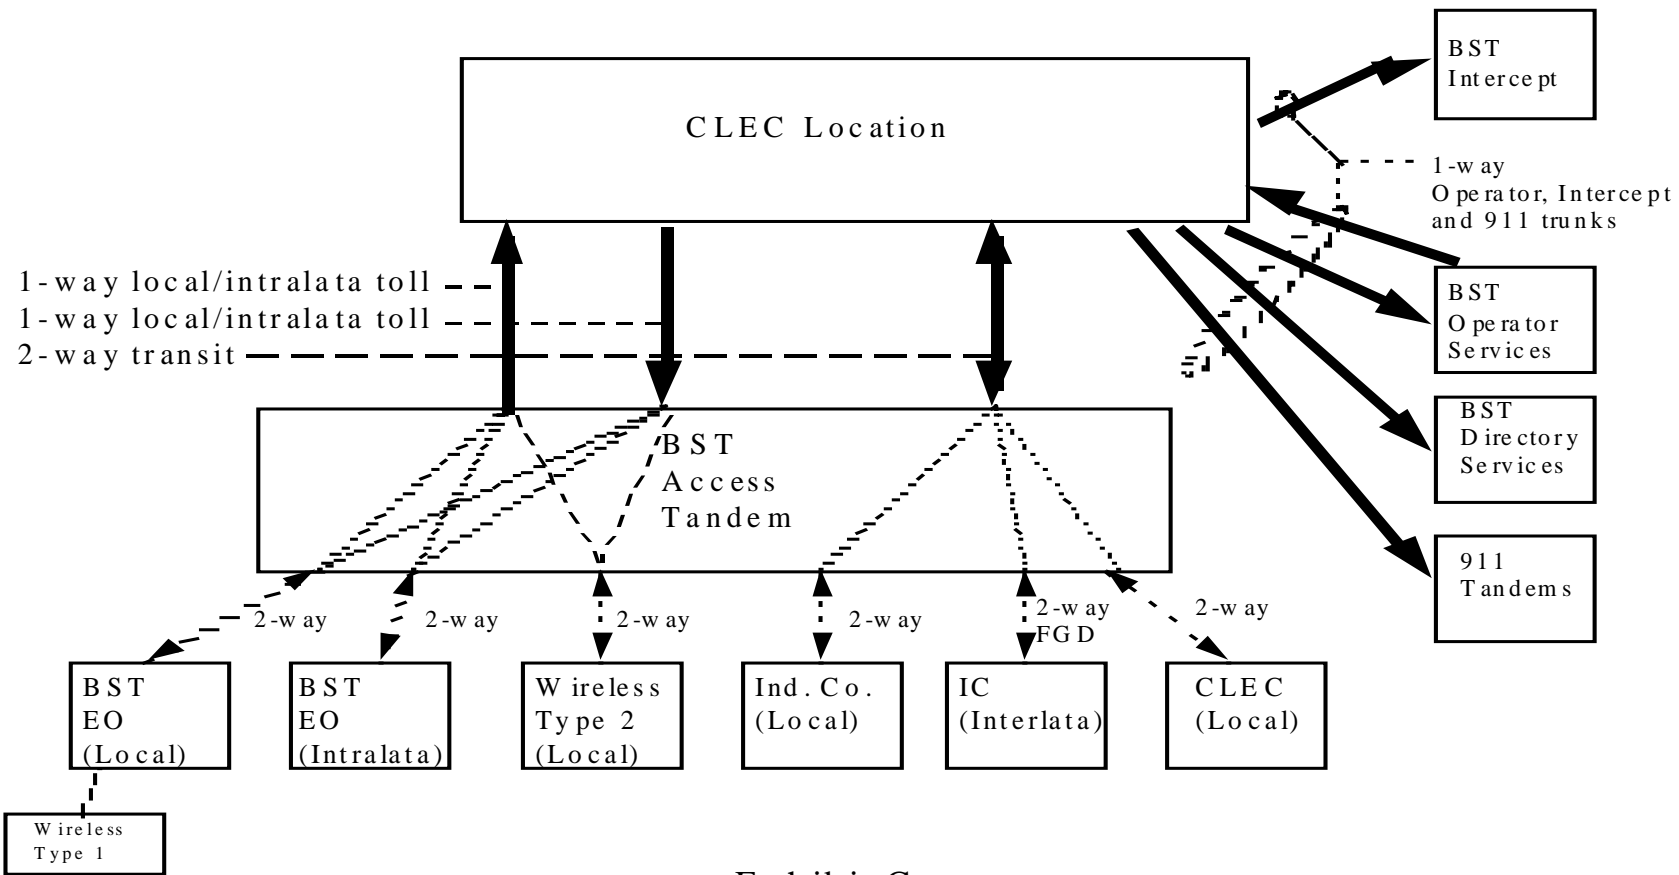 BST
Intercept
CLEC Location
1-way
Operator, Intercept
and 911 trunks
1-way local/intralata toll
1-way local/intralata toll
2-way transit
BST
Operator
Services
BST
Directory
Services
BST
Access
Tandem
911
Tandems
2-way
2-way
2-way
2-way
2-way
FGD
2-way
BST
EO
(Local)
BST
EO
(Intralata)
Wireless
Type 2
(Local)
Ind. Co.
(Local)
IC
(Interlata)
CLEC
(Local)
Wireless
Type 1